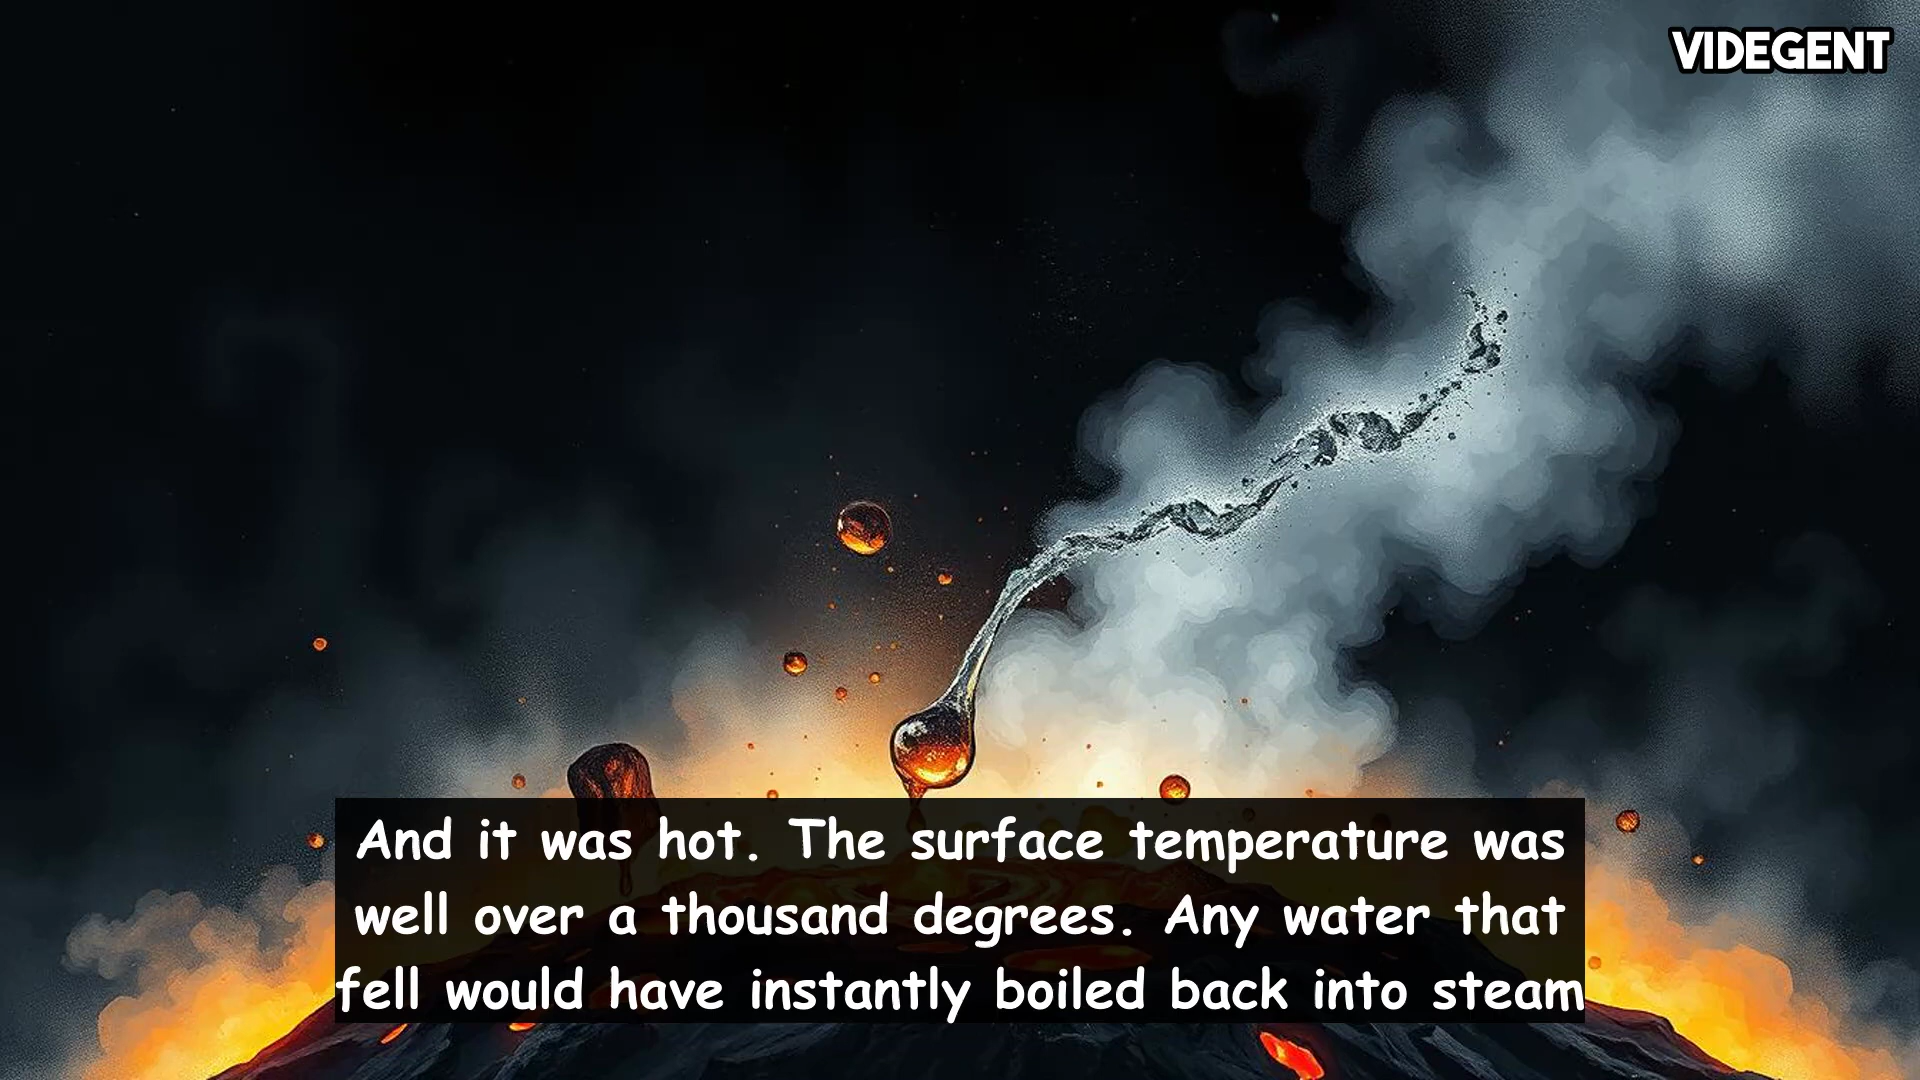 VIDEGENT
And it was hot. The surface temperature was
well over a thousand degrees. Any water that
fell would have instantly boiled back into steam